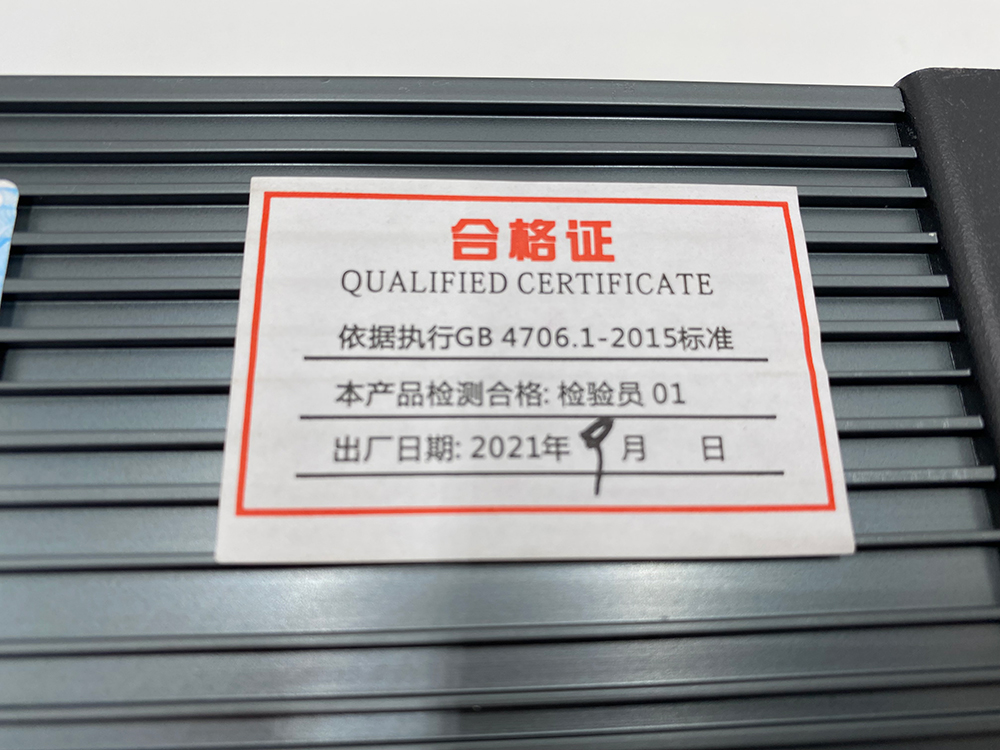 合格证
QUALIFIED CERTIFICATE
依据执行GB 4706.1-2015标准
本产品检测合格: 检验员 01
出厂日期: 2021年 9月 日